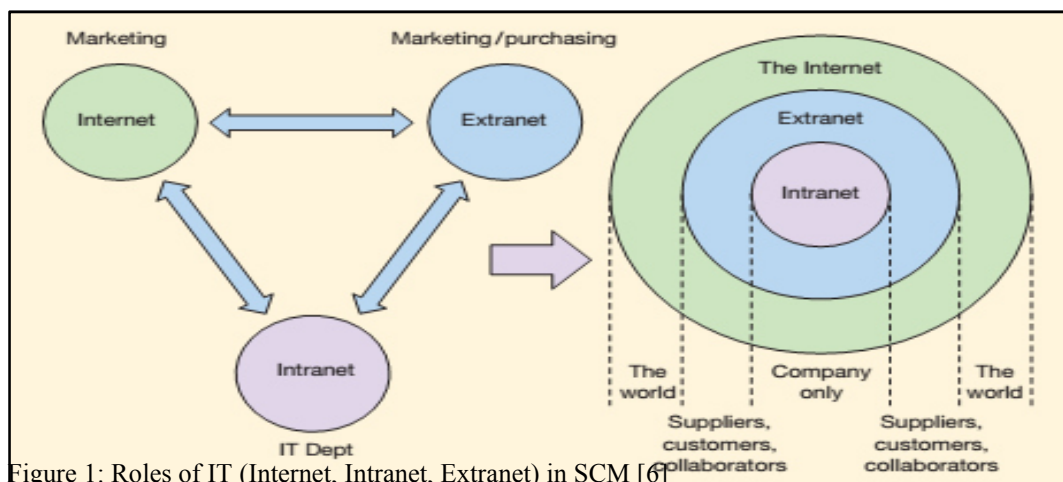 Marketing
Marketing/purchasing
Internet
Extranet
Intranet
IT Dept
The Internet
Extranet
Intranet
The
world
Suppliers,
customers,
collaborators
Company
only
Suppliers,
customers,
collaborators
The
world
Figure 1: Roles of IT (Internet, Intranet, Extranet) in SCM [6]